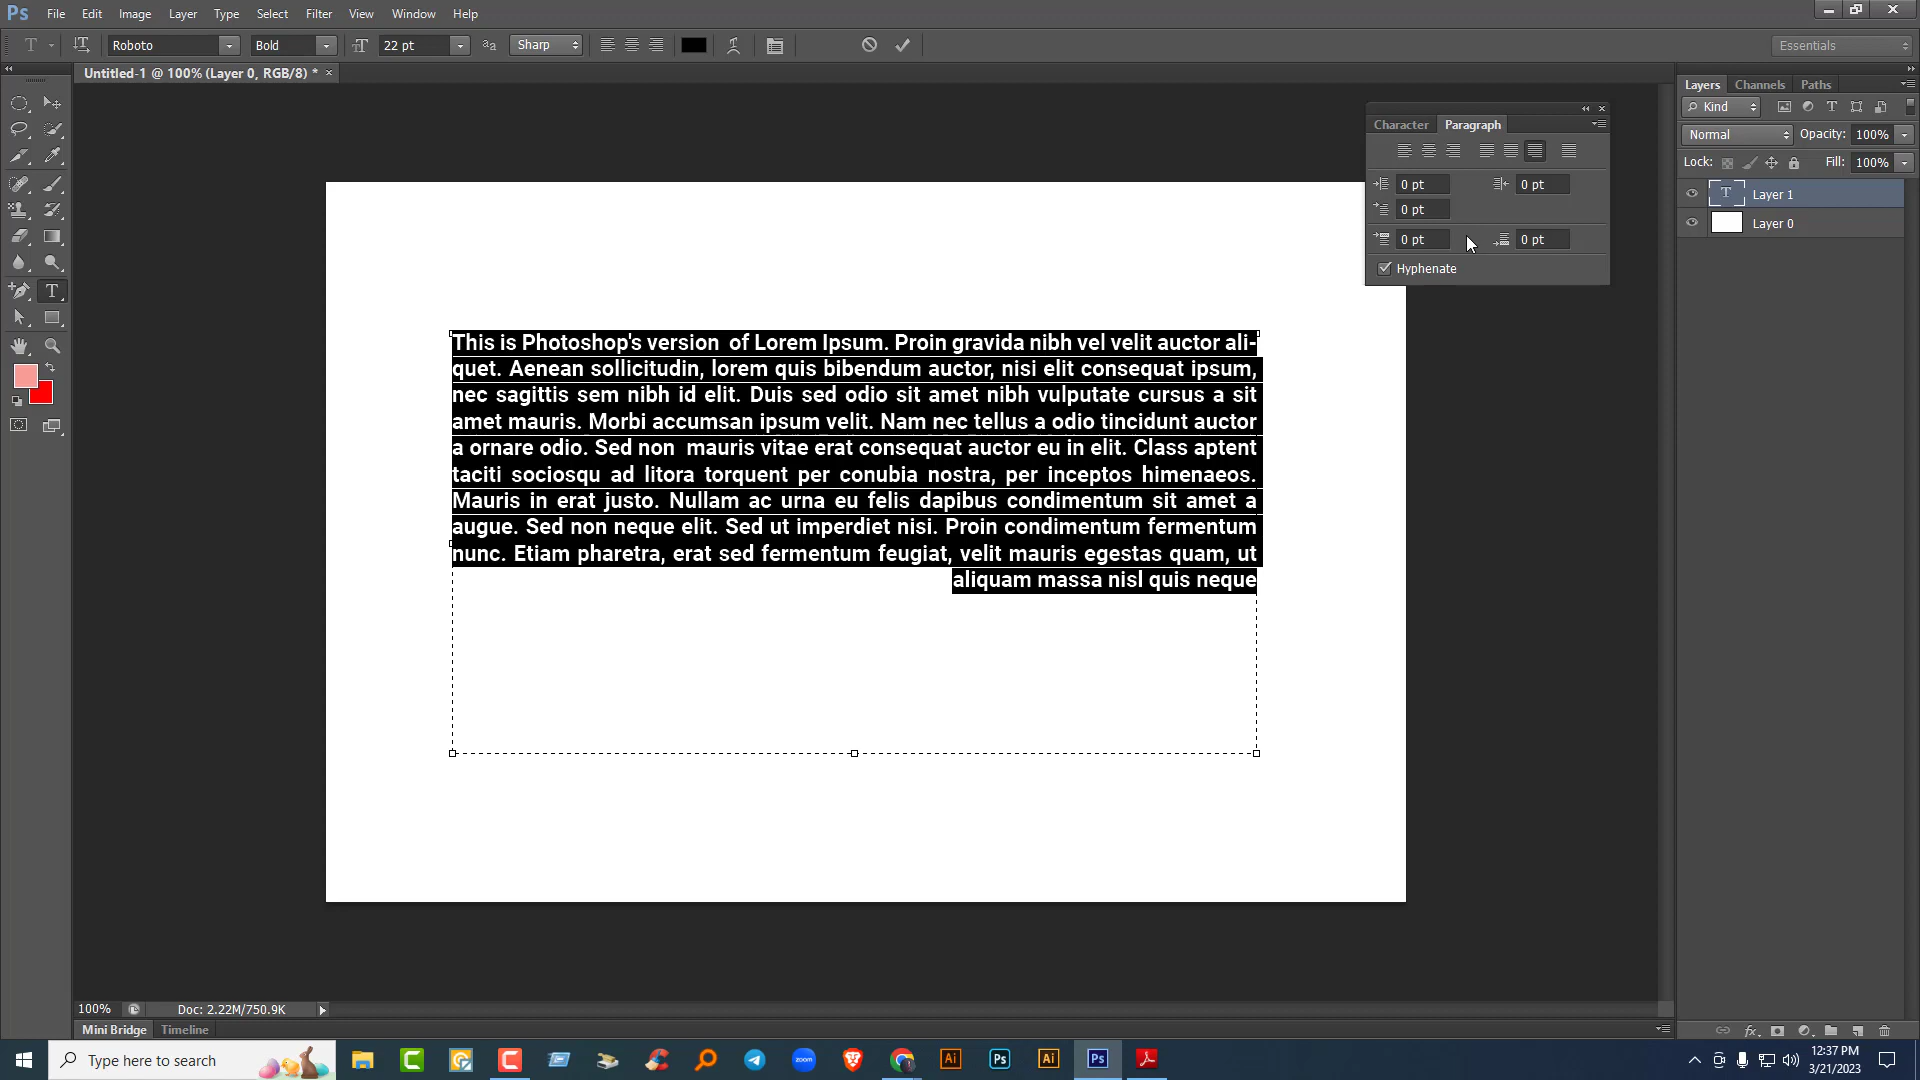 Ps File Edit Image Layer Type Select Filter View Window Help
T Roboto Bold 22 pt aa Sharp Essentials
Untitled-1 @ 100% (Layer 0, RGB/8) * ×
Layers Channels Paths
Kind
Normal Opacity: 100%
Lock: Fill: 100%
Layer 1
Layer 0
Character Paragraph
0 pt 0 pt
0 pt
0 pt 0 pt
Hyphenate
This is Photoshop's version  of Lorem Ipsum. Proin gravida nibh vel velit auctor ali-
quet. Aenean sollicitudin, lorem quis bibendum auctor, nisi elit consequat ipsum,
nec sagittis sem nibh id elit. Duis sed odio sit amet nibh vulputate cursus a sit
amet mauris. Morbi accumsan ipsum velit. Nam nec tellus a odio tincidunt auctor
a ornare odio. Sed non  mauris vitae erat consequat auctor eu in elit. Class aptent
taciti sociosqu ad litora torquent per conubia nostra, per inceptos himenaeos.
Mauris in erat justo. Nullam ac urna eu felis dapibus condimentum sit amet a
augue. Sed non neque elit. Sed ut imperdiet nisi. Proin condimentum fermentum
nunc. Etiam pharetra, erat sed fermentum feugiat, velit mauris egestas quam, ut
aliquam massa nisl quis neque
100% Doc: 2.22M/750.9K
Mini Bridge Timeline
Type here to search
zoom Ai Ps Ai Ps
12:37 PM
3/21/2023